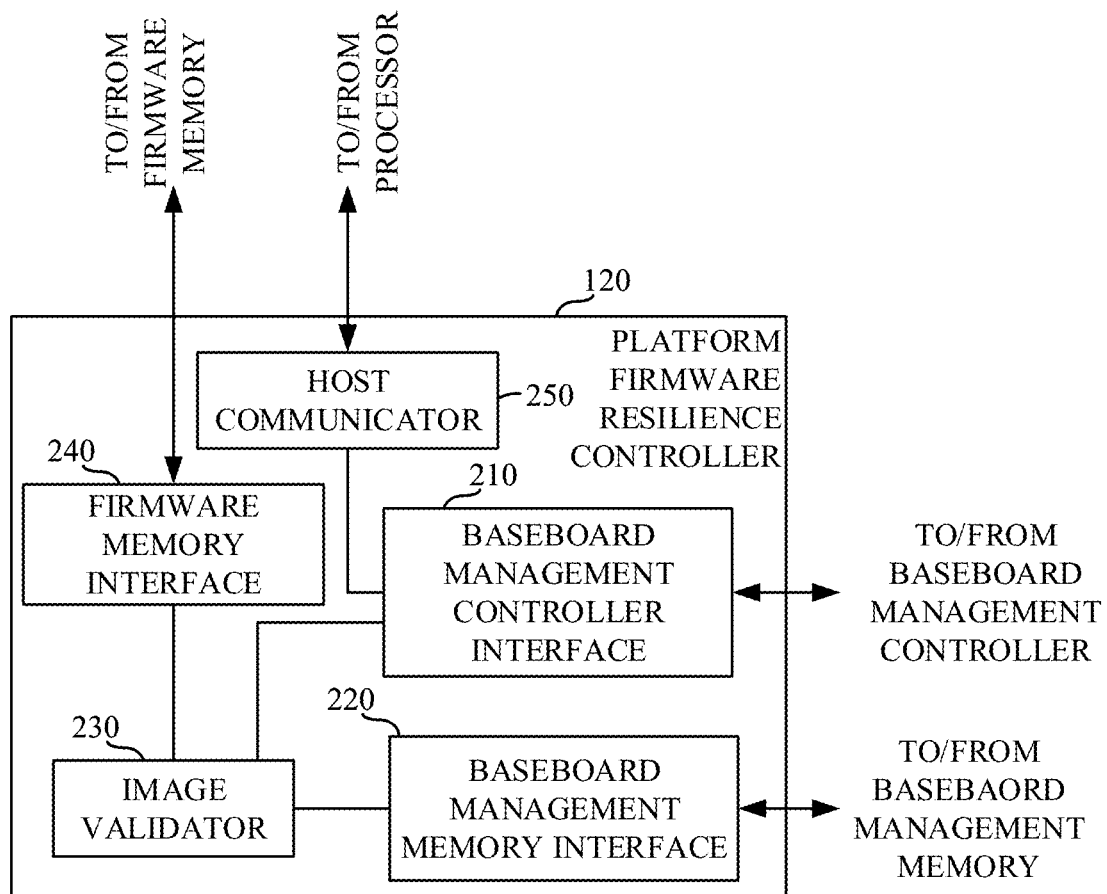 TO/FROM
FIRMWARE
MEMORY
TO/FROM
PROCESSOR
120
PLATFORM
FIRMWARE
RESILIENCE
CONTROLLER
HOST
COMMUNICATOR
250
240
FIRMWARE
MEMORY
INTERFACE
210
BASEBOARD
MANAGEMENT
CONTROLLER
INTERFACE
TO/FROM
BASEBOARD
MANAGEMENT
CONTROLLER
230
IMAGE
VALIDATOR
220
BASEBOARD
MANAGEMENT
MEMORY INTERFACE
TO/FROM
BASEBAORD
MANAGEMENT
MEMORY